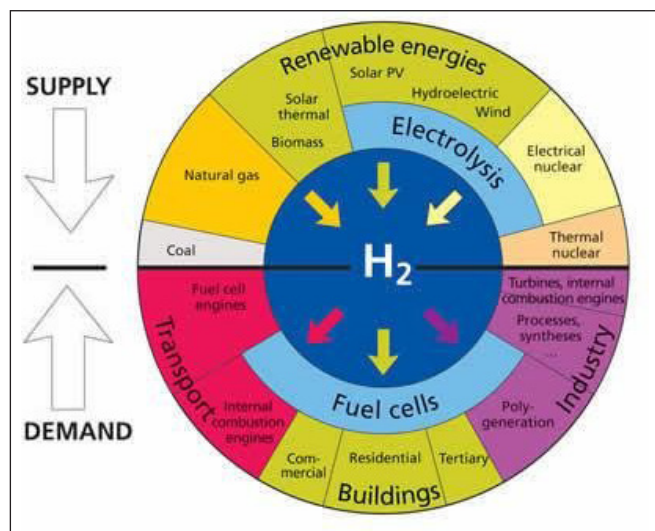 SUPPLY
Renewable energies
Solar PV
Hydroelectric
Wind
Solar
thermal
Biomass
Electrolysis
Natural gas
Electrical
nuclear
Coal
Thermal
nuclear
H2
Fuel cell
engines
Turbines, internal
combustion engines
Processes,
syntheses
...
Transport
Industry
Internal
combustion
engines
Fuel cells
Poly-
generation
DEMAND
Com-
mercial
Residential
Tertiary
Buildings